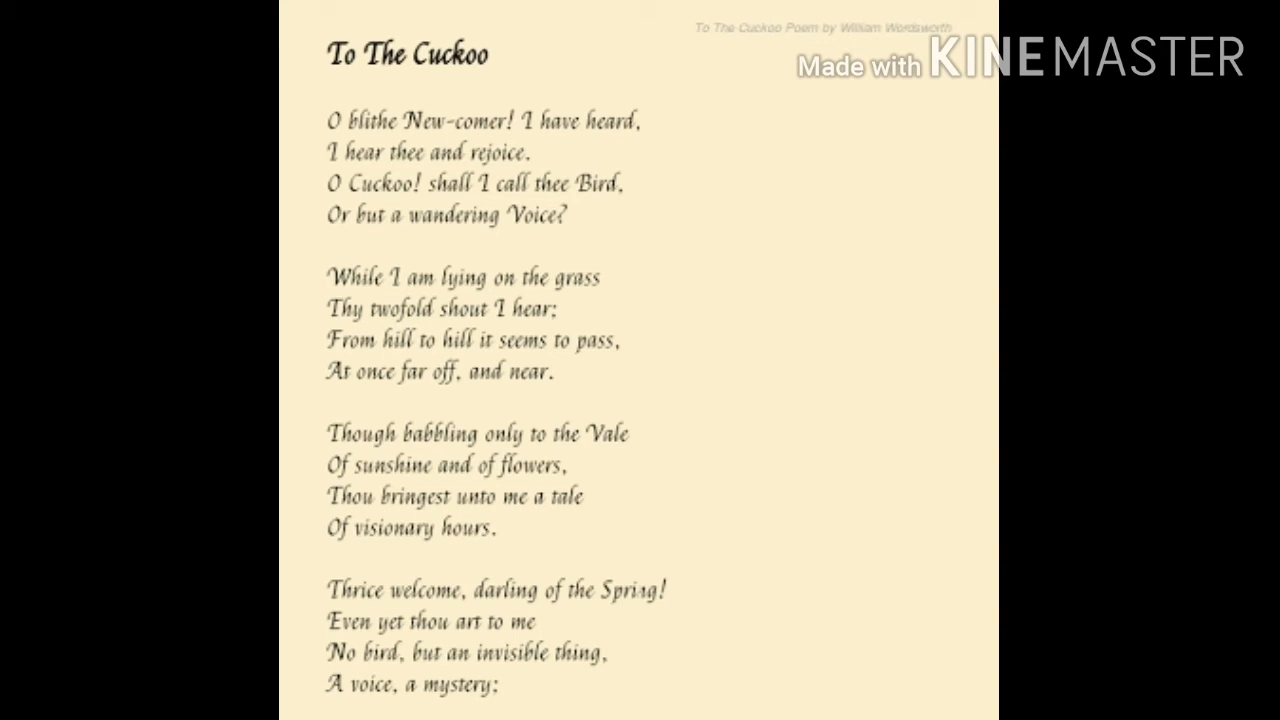 To The Cuckoo Poem by William Wordsworth
To The Cuckoo
Made with KINEMASTER
O blithe New-comer! I have heard,
I hear thee and rejoice.
O Cuckoo! shall I call thee Bird,
Or but a wandering Voice?
While I am lying on the grass
Thy twofold shout I hear;
From hill to hill it seems to pass,
At once far off, and near.
Though babbling only to the Vale
Of sunshine and of flowers,
Thou bringest unto me a tale
Of visionary hours.
Thrice welcome, darling of the Spring!
Even yet thou art to me
No bird, but an invisible thing,
A voice, a mystery;